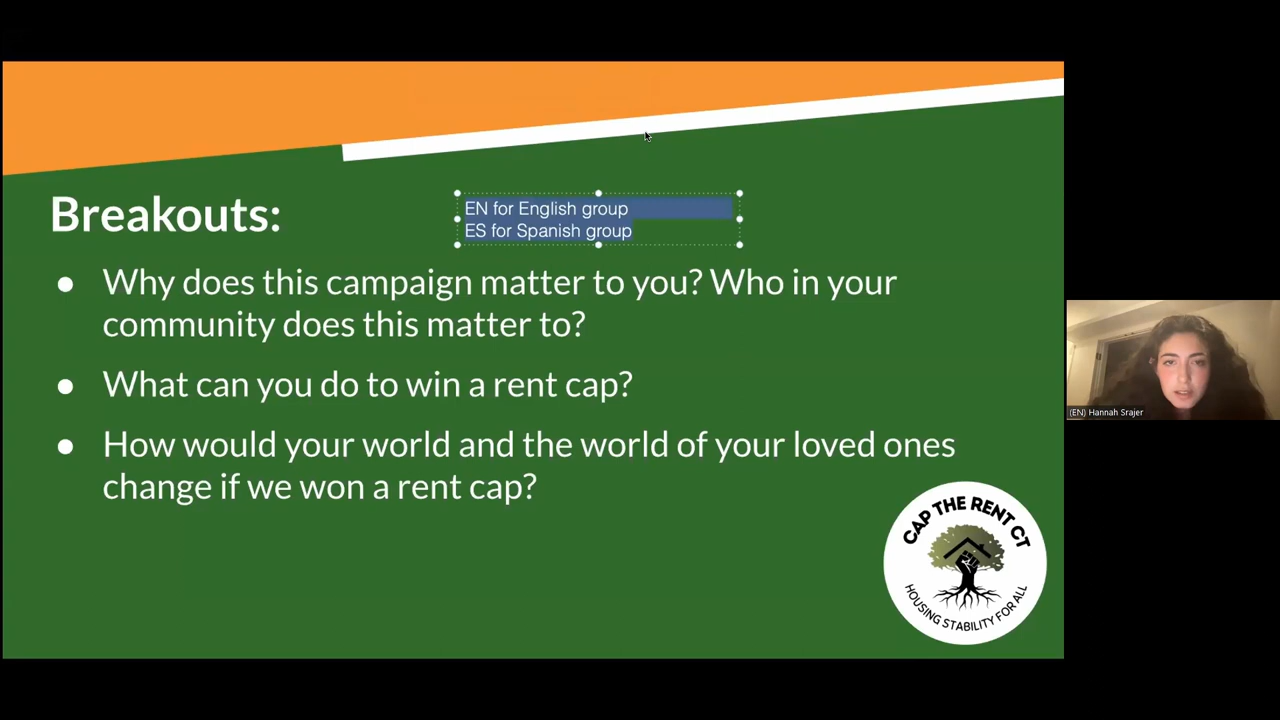 Breakouts:
EN for English group
ES for Spanish group
● Why does this campaign matter to you? Who in your
community does this matter to?
● What can you do to win a rent cap?
● How would your world and the world of your loved ones
change if we won a rent cap?
CAP THE RENT CT
HOUSING STABILITY FOR ALL
(EN) Hannah Srajer